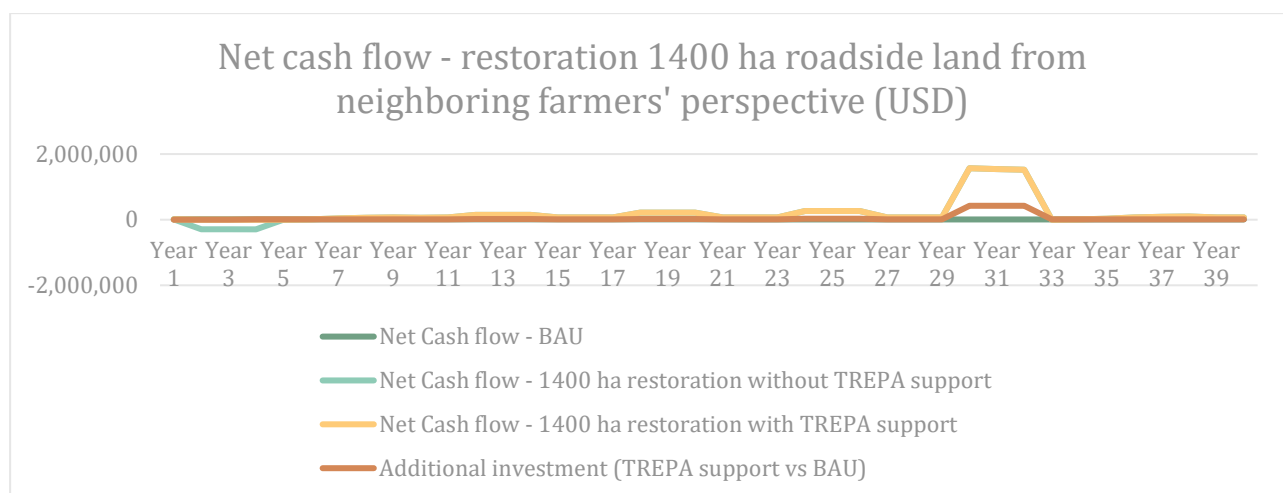 Net cash flow - restoration 1400 ha roadside land from
neighboring farmers' perspective (USD)
2,000,000
0
-2,000,000
Year Year Year Year Year Year Year Year Year Year Year Year Year Year Year Year Year Year Year Year
1 3 5 7 9 11 13 15 17 19 21 23 25 27 29 31 33 35 37 39
Net Cash flow - BAU
Net Cash flow - 1400 ha restoration without TREPA support
Net Cash flow - 1400 ha restoration with TREPA support
Additional investment (TREPA support vs BAU)